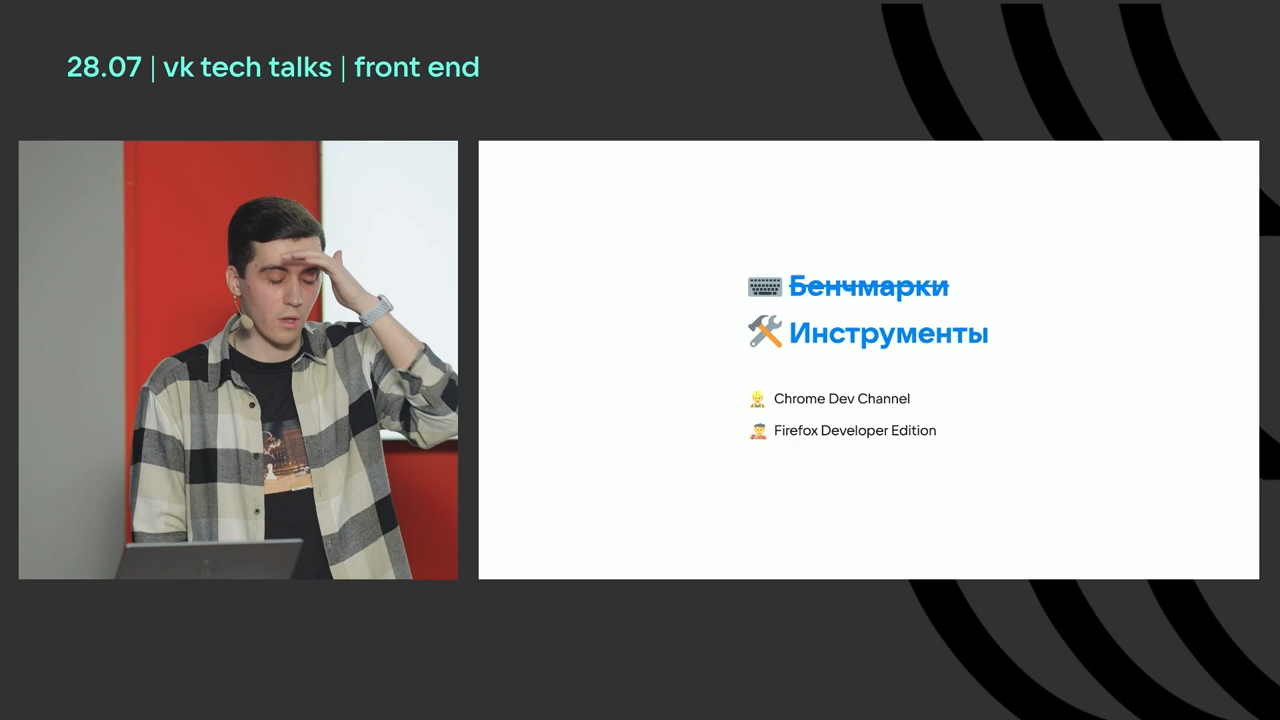 28.07 | vk tech talks | front end
Бенчмарки
Инструменты
Chrome Dev Channel
Firefox Developer Edition